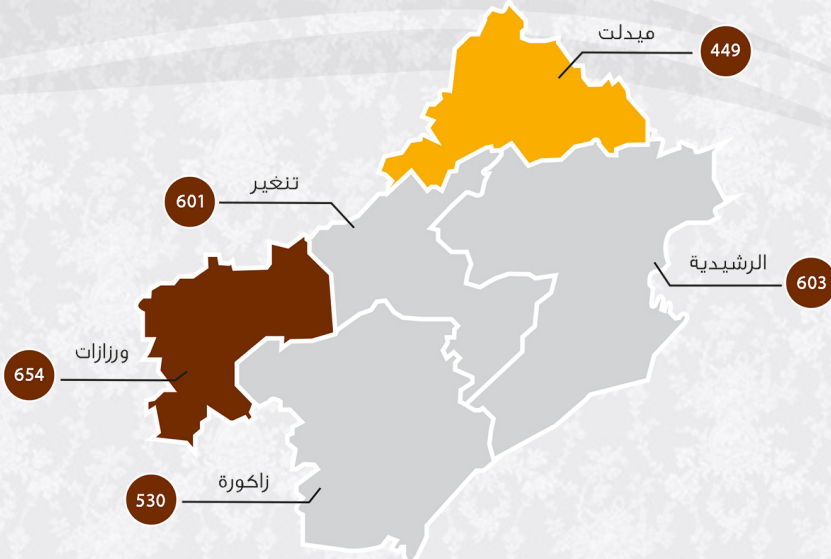 ميدلت
449
تنغير
601
الرشيدية
603
ورزازات
654
زاكورة
530